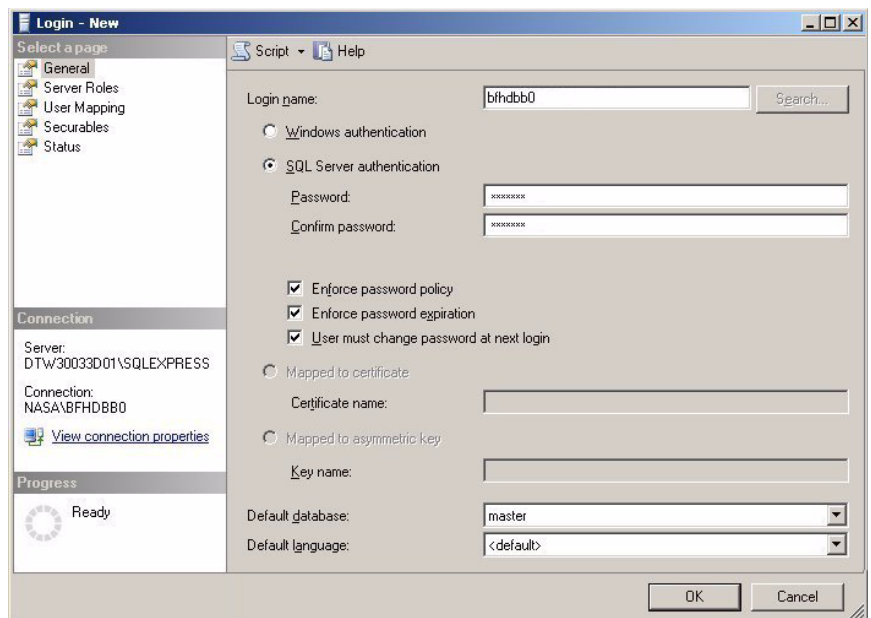 Login - New
Select a page
General
Server Roles
User Mapping
Securables
Status
Script
Help
Login name:
bfhdbb0
Search...
Windows authentication
SQL Server authentication
Password:
×××××××
Confirm password:
×××××××
Enforce password policy
Enforce password expiration
User must change password at next login
Mapped to certificate
Certificate name:
Mapped to asymmetric key
Key name:
Default database:
master
Default language:
<default>
Connection
Server:
DTW30033D01\SQLEXPRESS
Connection:
NASA\BFHDBB0
View connection properties
Progress
Ready
OK
Cancel